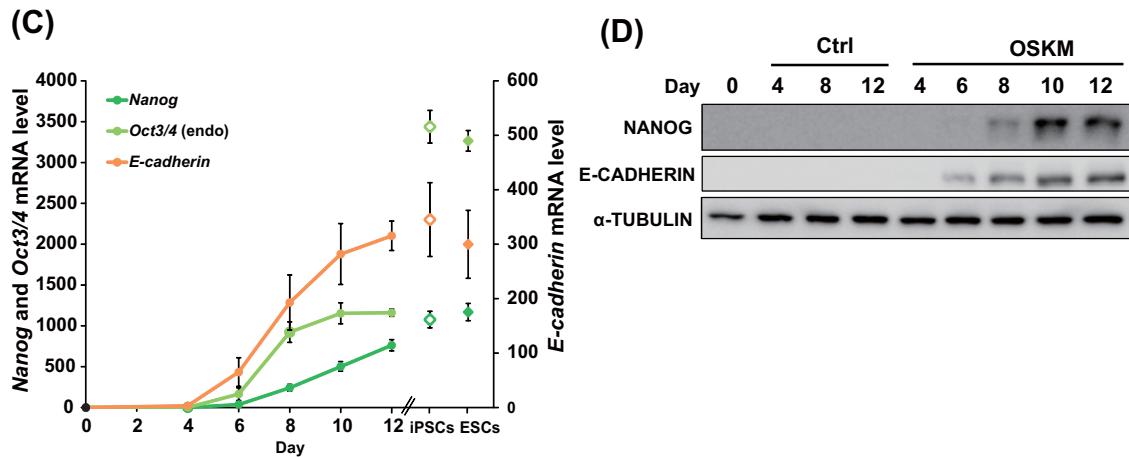 (C)
4000
3500
3000
2500
2000
1500
1000
500
0
Nanog and Oct3/4 mRNA level
Nanog
Oct3/4 (endo)
E-cadherin
600
500
400
300
200
100
0
E-cadherin mRNA level
0 2 4 6 8 10 12 iPSCs ESCs
Day
(D)
Ctrl OSKM
Day 0 4 8 12 4 6 8 10 12
NANOG
E-CADHERIN
α-TUBULIN